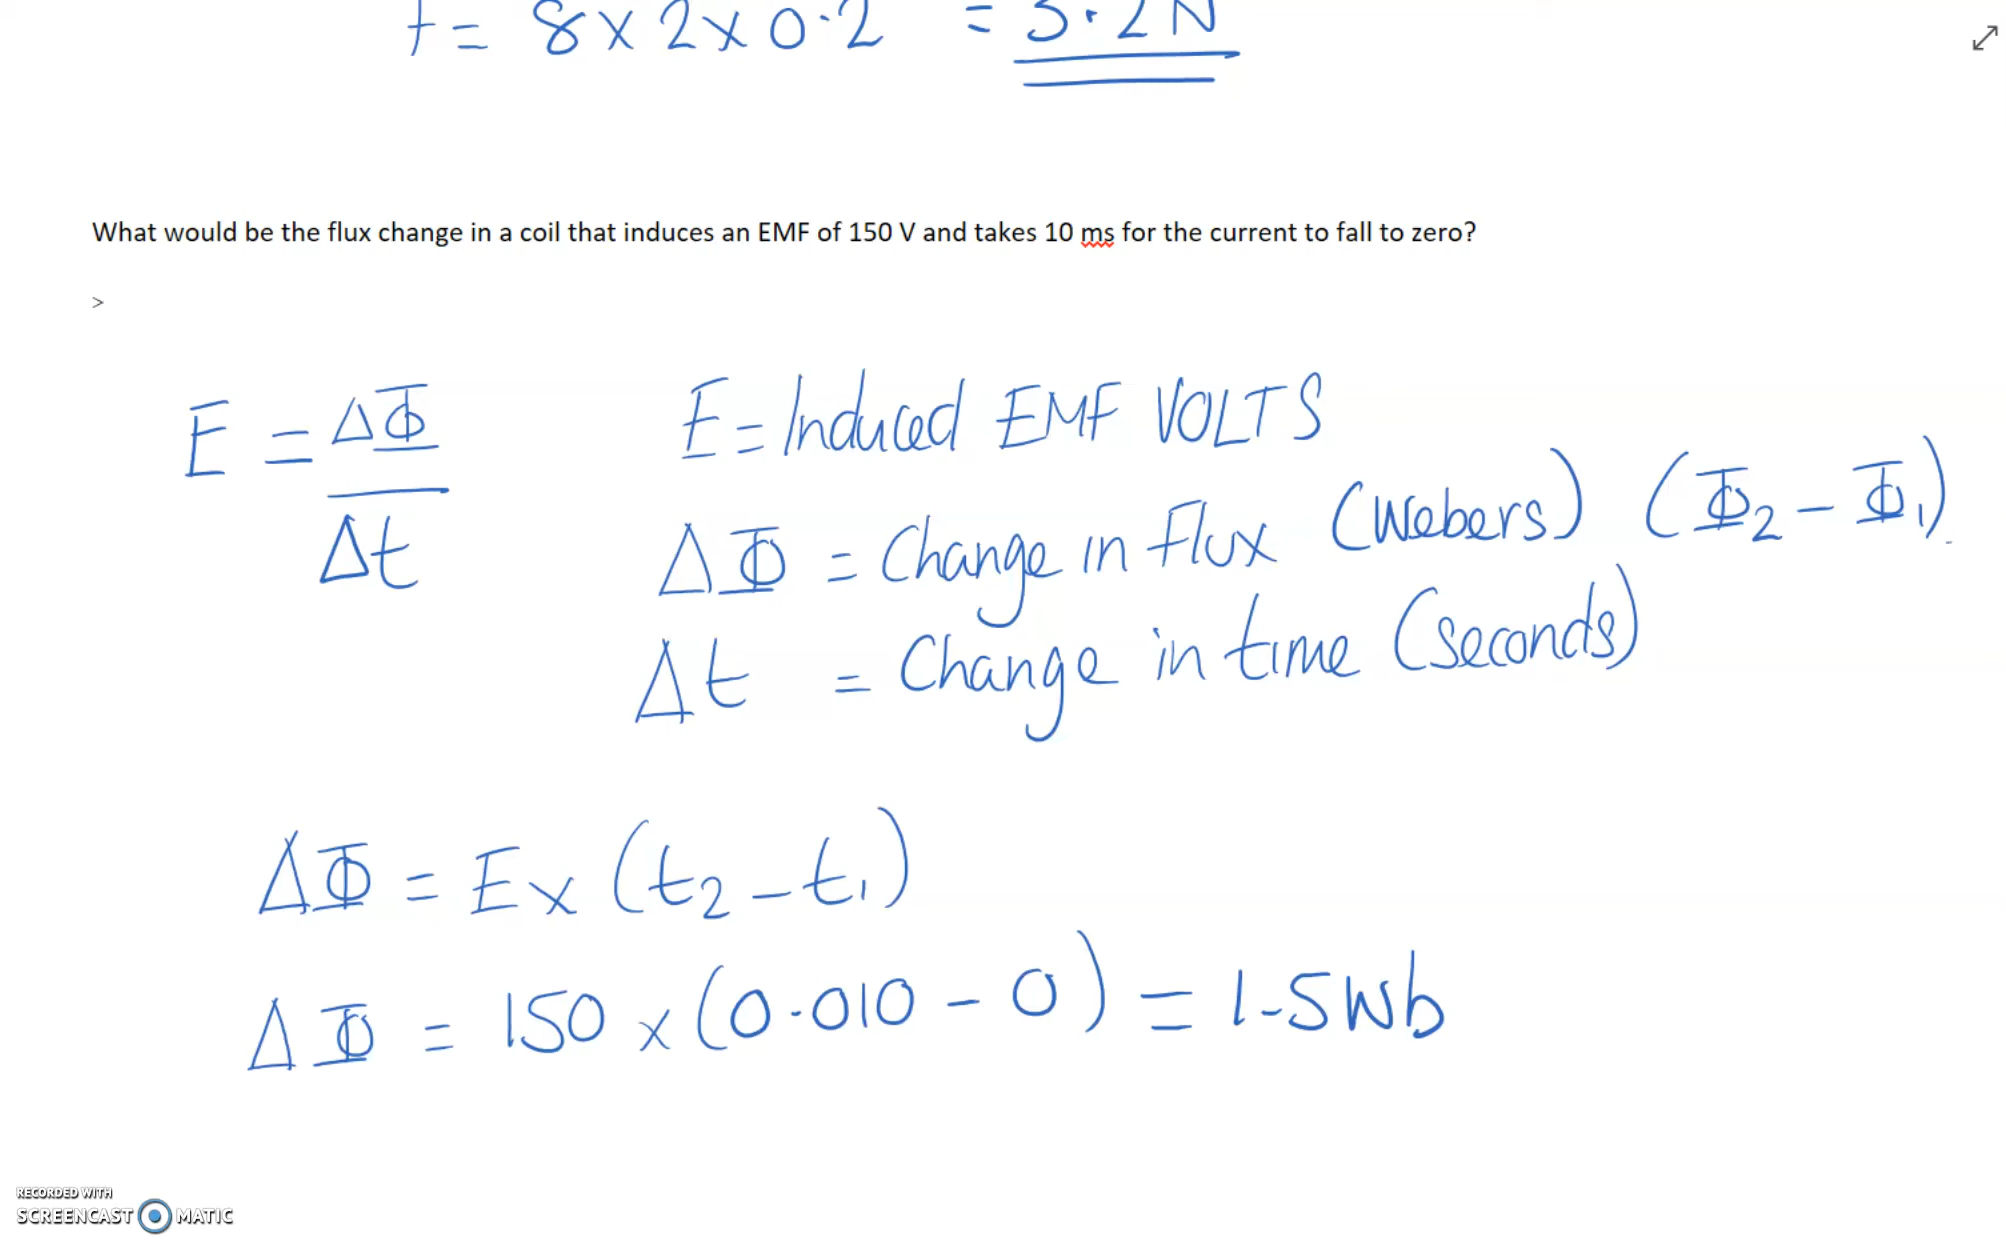 F = 8 x 2 x 0.2 = 3.2 N
What would be the flux change in a coil that induces an EMF of 150 V and takes 10 ms for the current to fall to zero?
>
E = ΔΦ / Δt
E = Induced EMF VOLTS
ΔΦ = Change in Flux (Webers) (Φ2 - Φ1)
Δt = Change in time (seconds)
ΔΦ = E x (t2 - t1)
ΔΦ = 150 x (0.010 - 0) = 1.5 Wb
RECORDED WITH
SCREENCAST MATIC